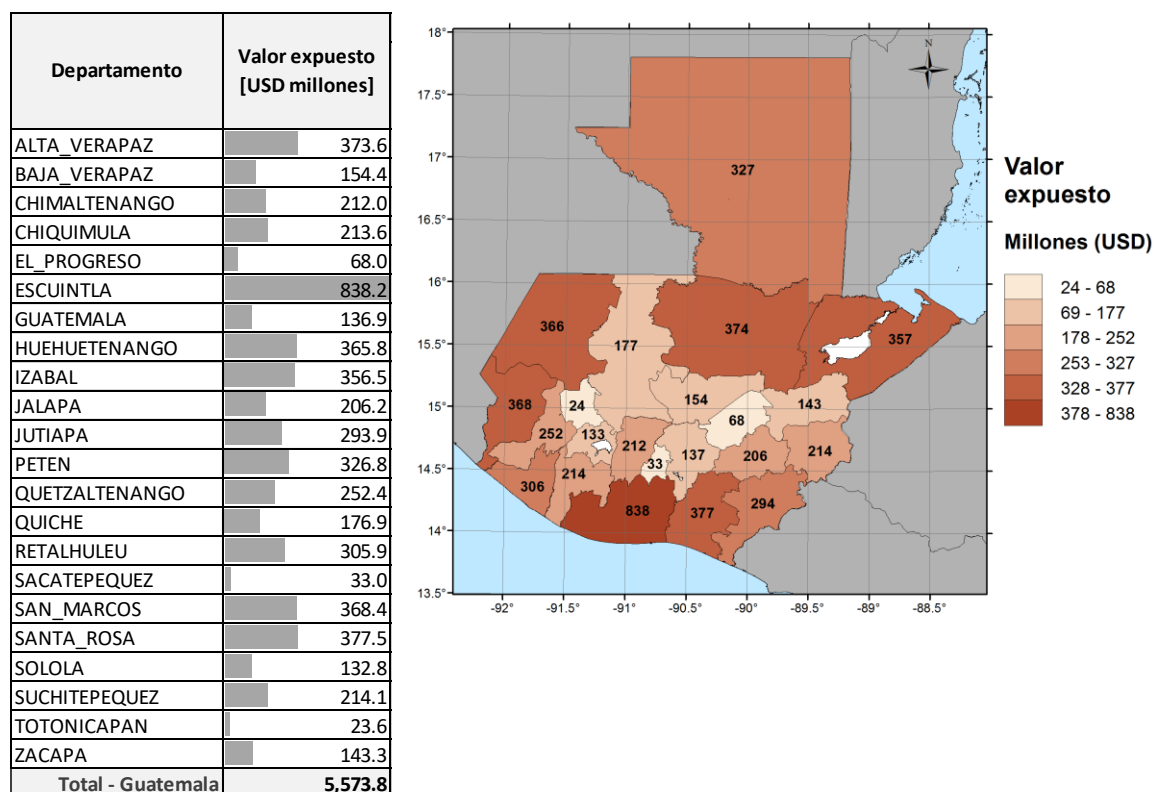 Departamento Valor expuesto
[USD millones]
ALTA_VERAPAZ 373.6
BAJA_VERAPAZ 154.4
CHIMALTENANGO 212.0
CHIQUIMULA 213.6
EL_PROGRESO 68.0
ESCUINTLA 838.2
GUATEMALA 136.9
HUEHUETENANGO 365.8
IZABAL 356.5
JALAPA 206.2
JUTIAPA 293.9
PETEN 326.8
QUETZALTENANGO 252.4
QUICHE 176.9
RETALHULEU 305.9
SACATEPEQUEZ 33.0
SAN_MARCOS 368.4
SANTA_ROSA 377.5
SOLOLA 132.8
SUCHITEPEQUEZ 214.1
TOTONICAPAN 23.6
ZACAPA 143.3
Total - Guatemala 5,573.8
18°
17.5°
17°
16.5°
16°
15.5°
15°
14.5°
14°
13.5°
N
327
366
177
374
357
368
24
154
143
68
252
133
212
33
137
206
214
306
214
838
377
294
-92° -91.5° -91° -90.5° -90° -89.5° -89° -88.5°
Valor
expuesto
Millones (USD)
24 - 68
69 - 177
178 - 252
253 - 327
328 - 377
378 - 838